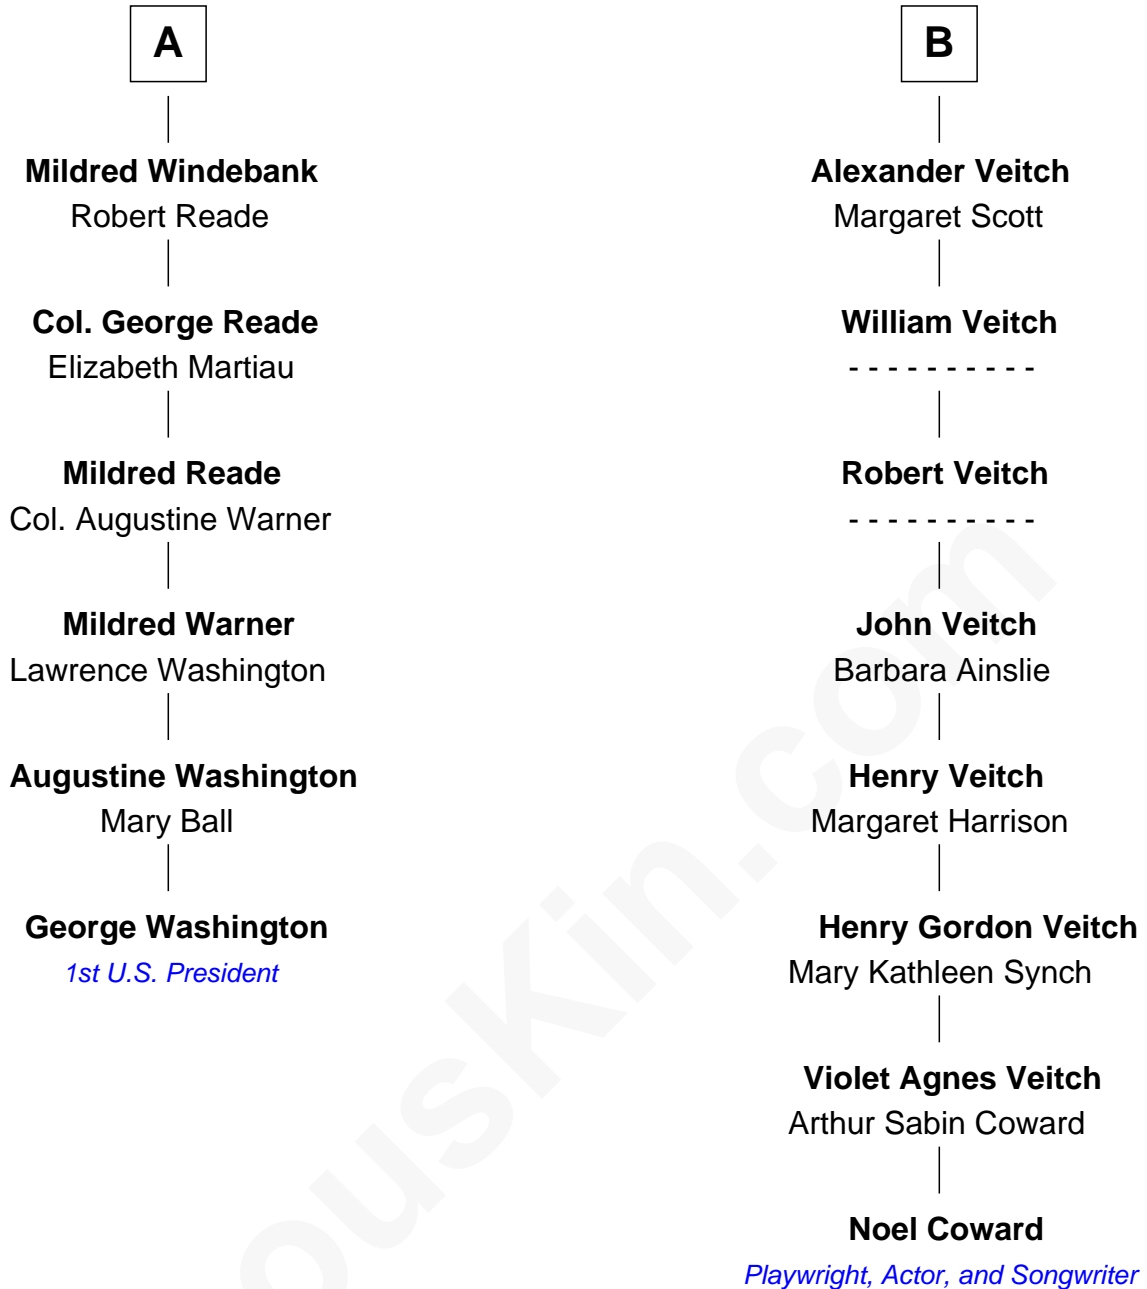 A
Mildred Windebank
Robert Reade
Col. George Reade
Elizabeth Martiau
Mildred Reade
Col. Augustine Warner
Mildred Warner
Lawrence Washington
Augustine Washington
Mary Ball
George Washington
1st U.S. President
B
Alexander Veitch
Margaret Scott
William Veitch
- - - - - - - - - -
Robert Veitch
- - - - - - - - - -
John Veitch
Barbara Ainslie
Henry Veitch
Margaret Harrison
Henry Gordon Veitch
Mary Kathleen Synch
Violet Agnes Veitch
Arthur Sabin Coward
Noel Coward
Playwright, Actor, and Songwriter
ousKin.com